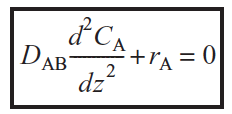 D_AB d²C_A/dz² + r_A = 0